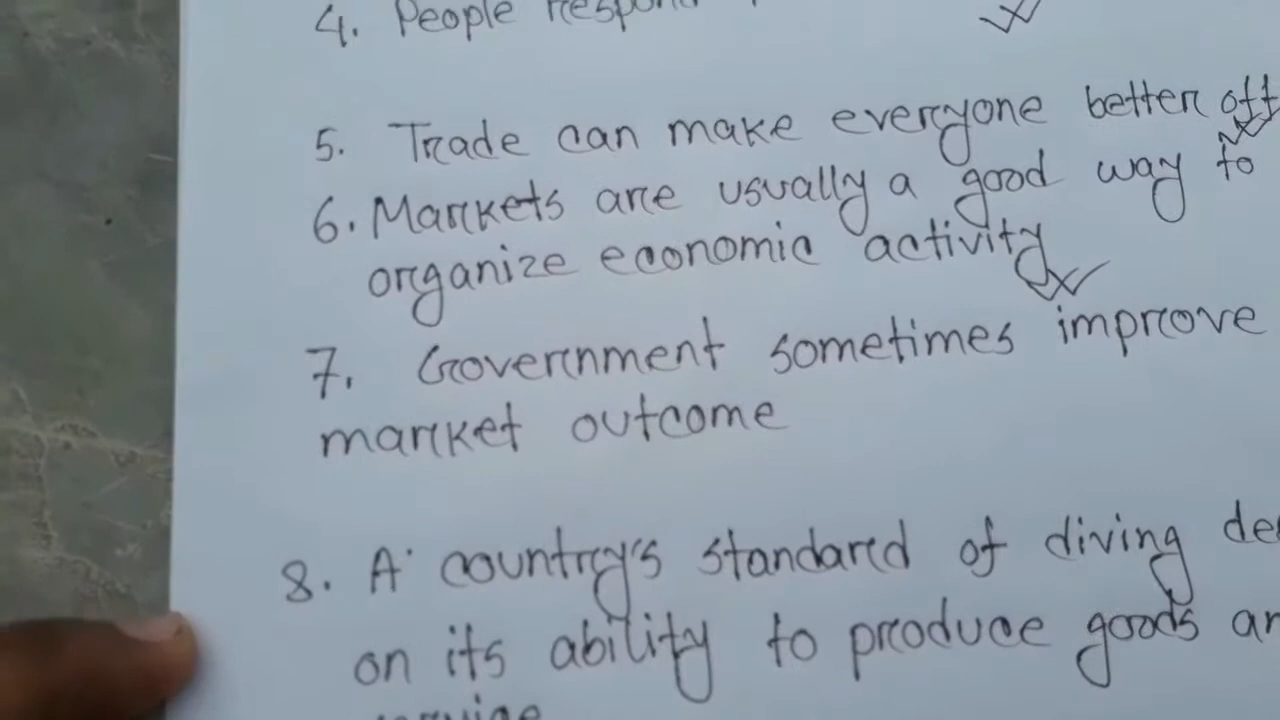 4. People Respond
5. Trade can make everyone better off
6. Markets are usually a good way to
organize economic activity
7. Government sometimes improve
market outcome
8. A country's standard of diving
on its ability to produce goods